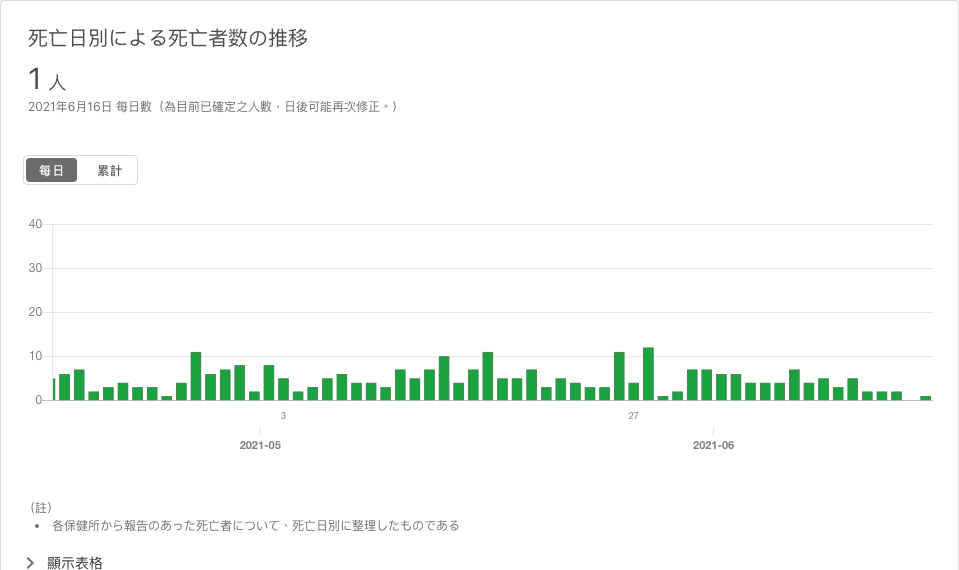 死亡日別による死亡者数の推移
1 人
2021年6月16日 每日數（為目前已確定之人數，日後可能再次修正。）
每日 累計
40
30
20
10
0
3 27
2021-05 2021-06
（註）
• 各保健所から報告のあった死亡者について、死亡日別に整理したものである
顯示表格